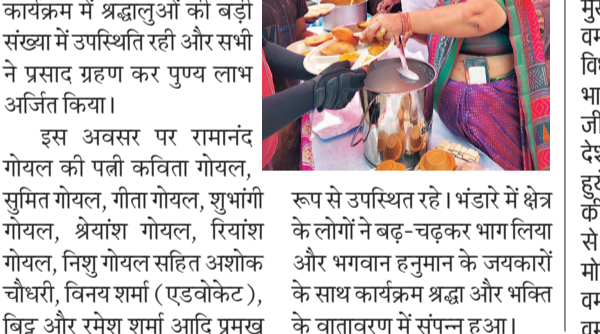 कार्यक्रम में श्रद्धालुओं की बड़ी
संख्या में उपस्थिति रही और सभी
ने प्रसाद ग्रहण कर पुण्य लाभ
अर्जित किया।
इस अवसर पर रामानंद
गोयल की पत्नी कविता गोयल,
सुमित गोयल, गीता गोयल, शुभांगी
गोयल, श्रेयांश गोयल, रियांश
गोयल, निशु गोयल सहित अशोक
चौधरी, विनय शर्मा (एडवोकेट),
बिट्टू और रमेश शर्मा आदि प्रमुख
रूप से उपस्थित रहे। भंडारे में क्षेत्र
के लोगों ने बढ़-चढ़कर भाग लिया
और भगवान हनुमान के जयकारों
के साथ कार्यक्रम श्रद्धा और भक्ति
के वातावरण में संपन्न हुआ।